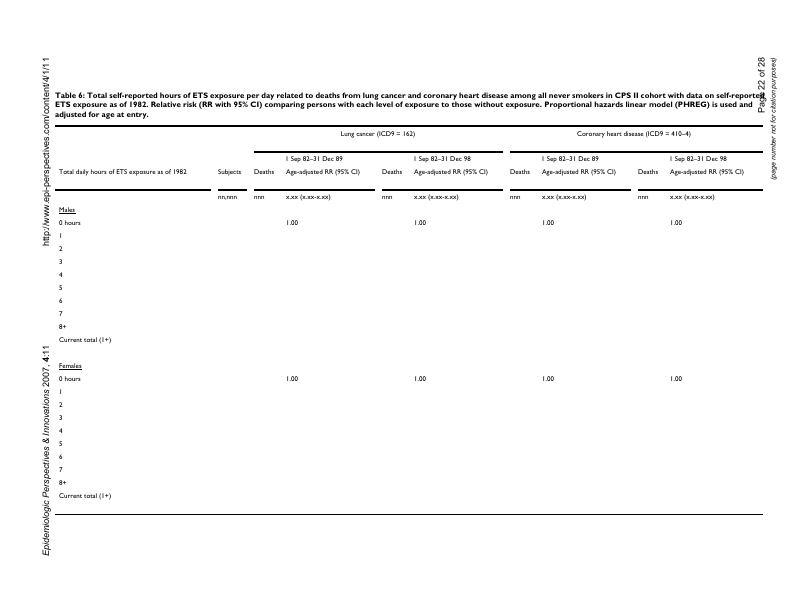 http://www.epi-perspectives.com/content/4/1/11
Epidemiologic Perspectives & Innovations 2007, 4:11
Page 22 of 28
(page number not for citation purposes)
Table 6: Total self-reported hours of ETS exposure per day related to deaths from lung cancer and coronary heart disease among all never smokers in CPS II cohort with data on self-reported
ETS exposure as of 1982. Relative risk (RR with 95% CI) comparing persons with each level of exposure to those without exposure. Proportional hazards linear model (PHREG) is used and
adjusted for age at entry.
Lung cancer (ICD9 = 162) Coronary heart disease (ICD9 = 410–4)
1 Sep 82–31 Dec 89 1 Sep 82–31 Dec 98 1 Sep 82–31 Dec 89 1 Sep 82–31 Dec 98
Total daily hours of ETS exposure as of 1982 Subjects Deaths Age-adjusted RR (95% CI) Deaths Age-adjusted RR (95% CI) Deaths Age-adjusted RR (95% CI) Deaths Age-adjusted RR (95% CI)
nn,nnn nnn x.xx (x.xx-x.xx) nnn x.xx (x.xx-x.xx) nnn x.xx (x.xx-x.xx) nnn x.xx (x.xx-x.xx)
Males
0 hours 1.00 1.00 1.00 1.00
1
2
3
4
5
6
7
8+
Current total (1+)
Females
0 hours 1.00 1.00 1.00 1.00
1
2
3
4
5
6
7
8+
Current total (1+)